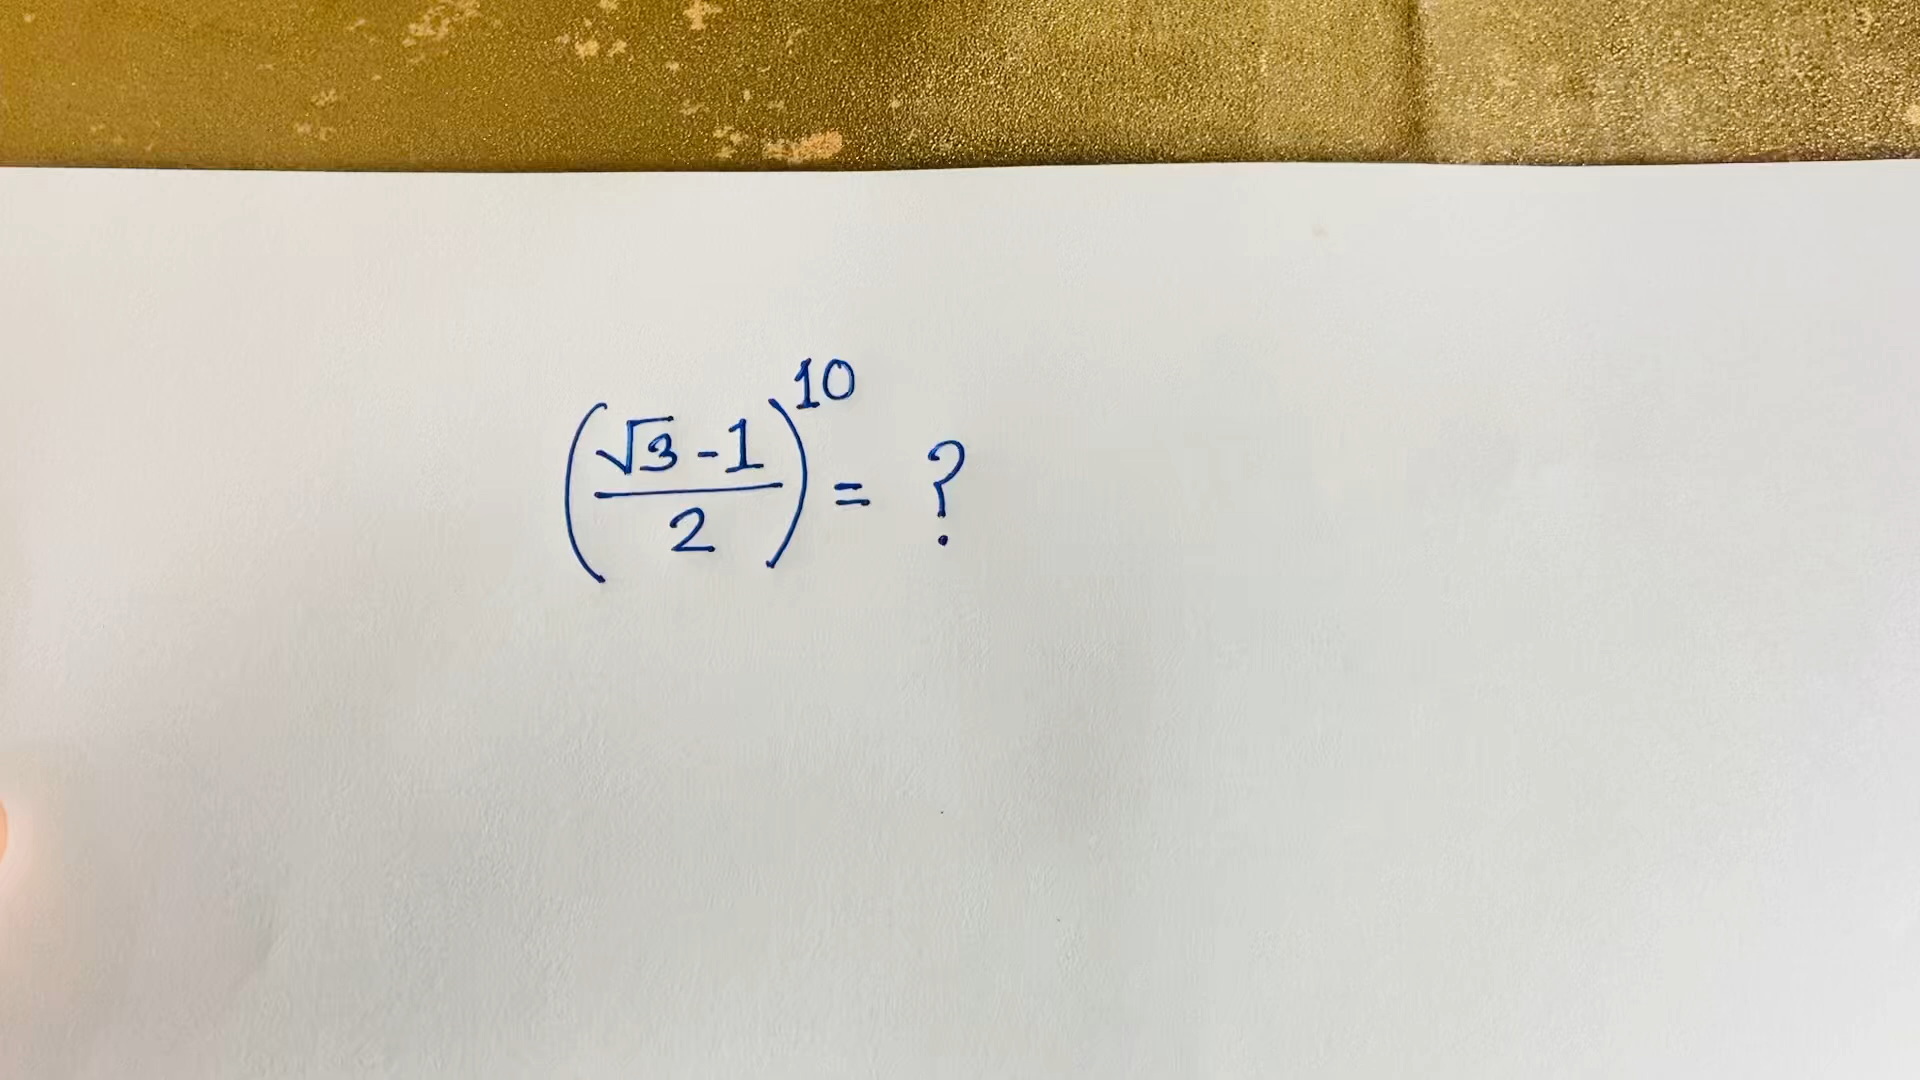 (√3-1/2)^10 = ?